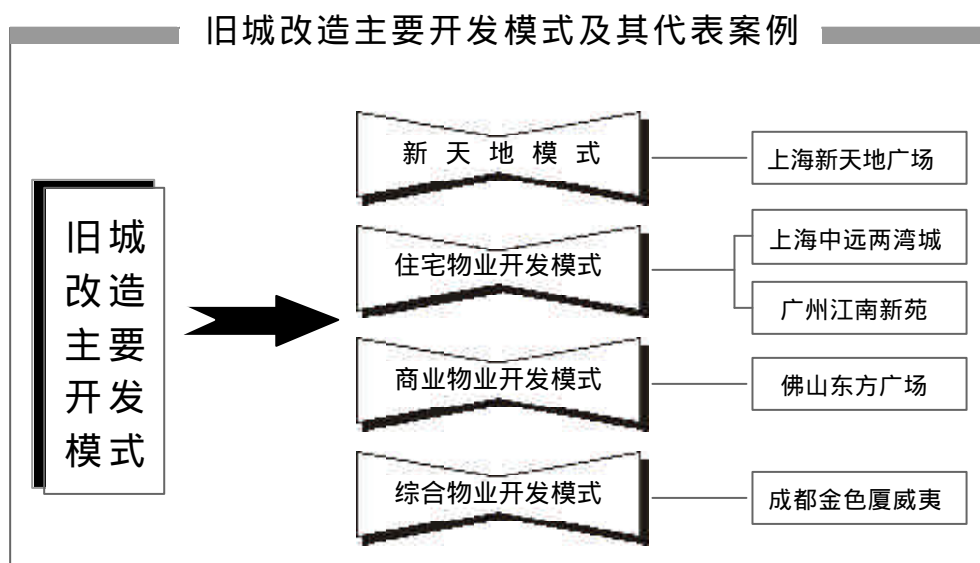 旧城改造主要开发模式及其代表案例
旧城
改造
主要
开发
模式
新天地模式
上海新天地广场
住宅物业开发模式
上海中远两湾城
广州江南新苑
商业物业开发模式
佛山东方广场
综合物业开发模式
成都金色厦威夷